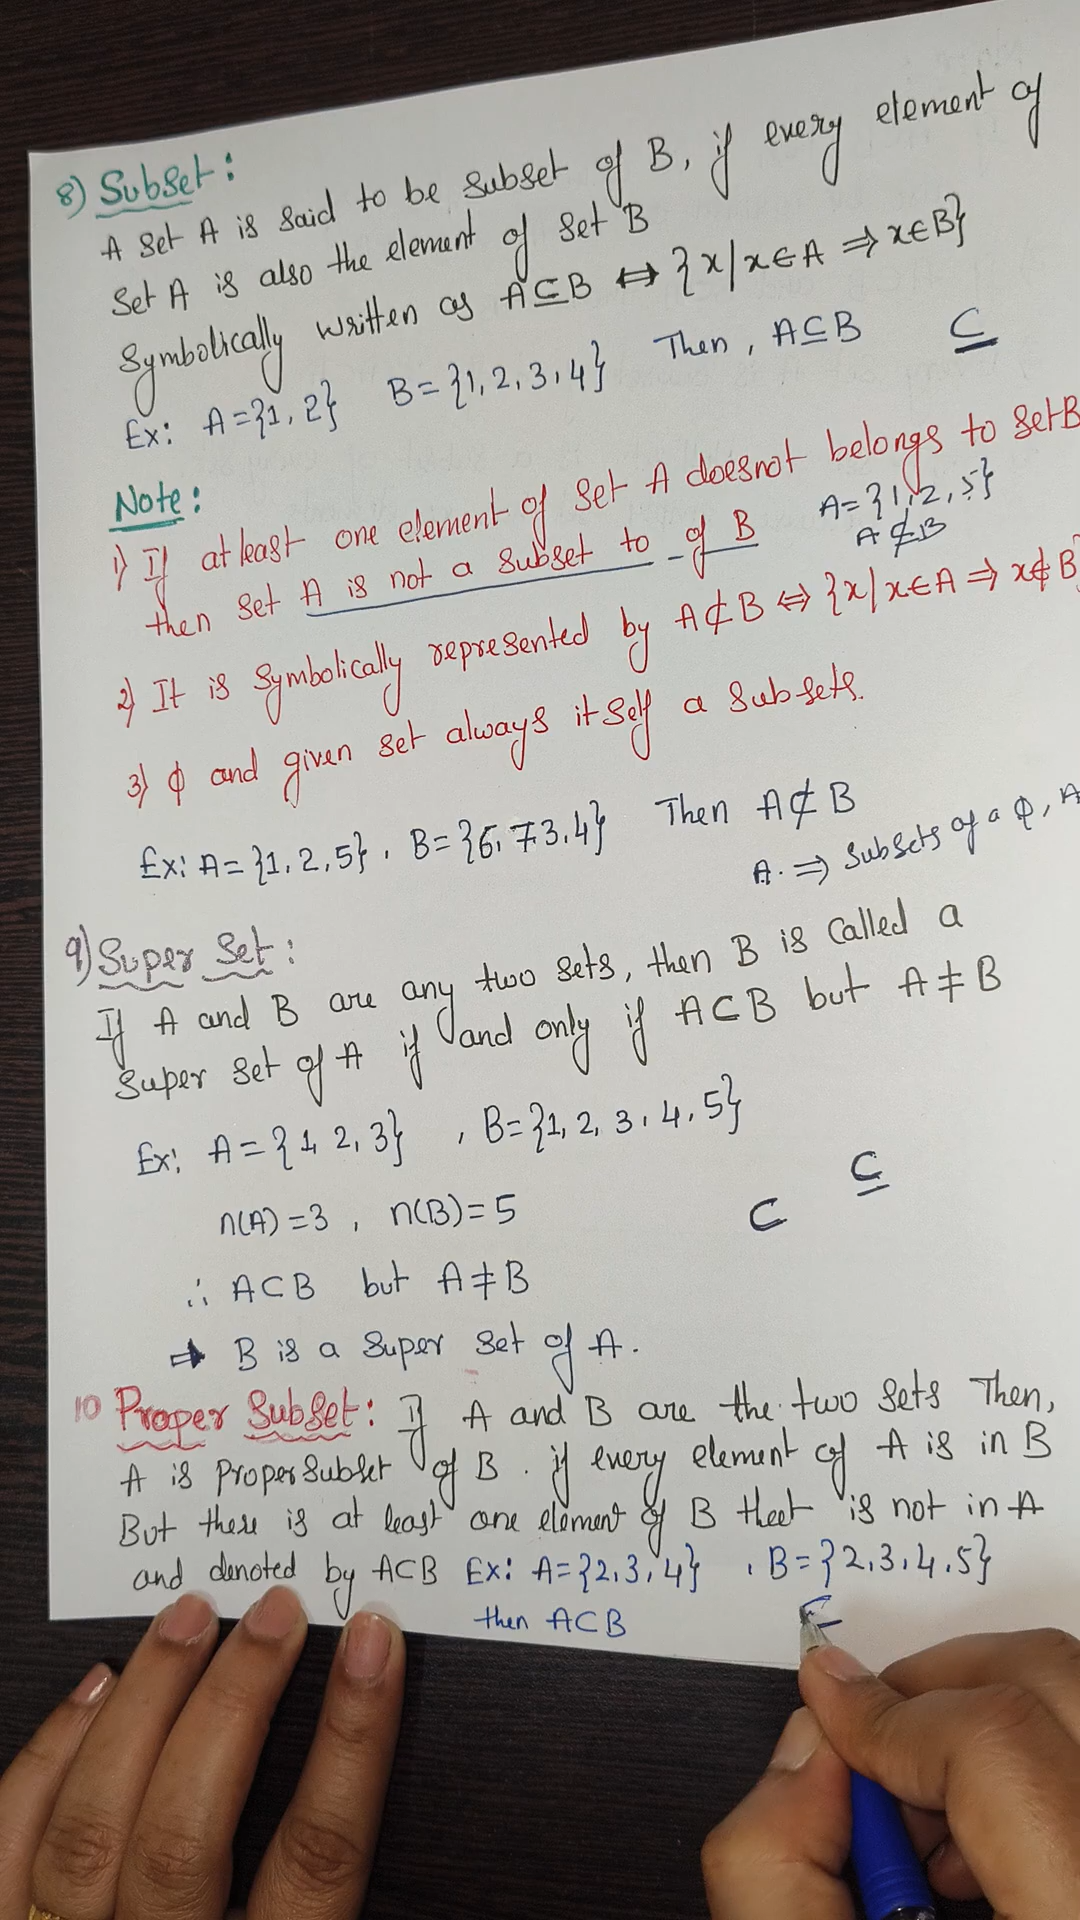 8) Subset:
A Set A is said to be subset of B, if every element of
Set A is also the element of Set B
Symbolically written as A⊆B ⇔ {x/x∈A ⇒ x∈B}
Ex: A={1,2} B={1,2,3,4} Then, A⊆B ⊆
Note:
1) If atleast one element of Set A doesnot belongs to Set B
then Set A is not a subset to - of B
A={1,2,5}
A⊄B
2) It is Symbolically represented by A⊄B ⇔ {x/x∈A ⇒ x∉B
3) ϕ and given set always itself a subsets.
Ex: A={1,2,5}, B={6,73,4} Then A⊄B
A. ⇒ Subsets of a ϕ, A
9) Super Set:
If A and B are any two sets, then B is called a
Super set of A if and only if A⊂B but A≠B
Ex: A={1,2,3} , B={1,2,3,4,5}
n(A)=3, n(B)=5
⊂ ⊆
∴ A⊂B but A≠B
⇒ B is a Super Set of A.
10 Proper Subset: If A and B are the two sets Then,
A is Proper Subset of B. if every element of A is in B
But there is at least one element of B that is not in A
and denoted by A⊂B Ex: A={2,3,4} , B={2,3,4,5}
then A⊂B